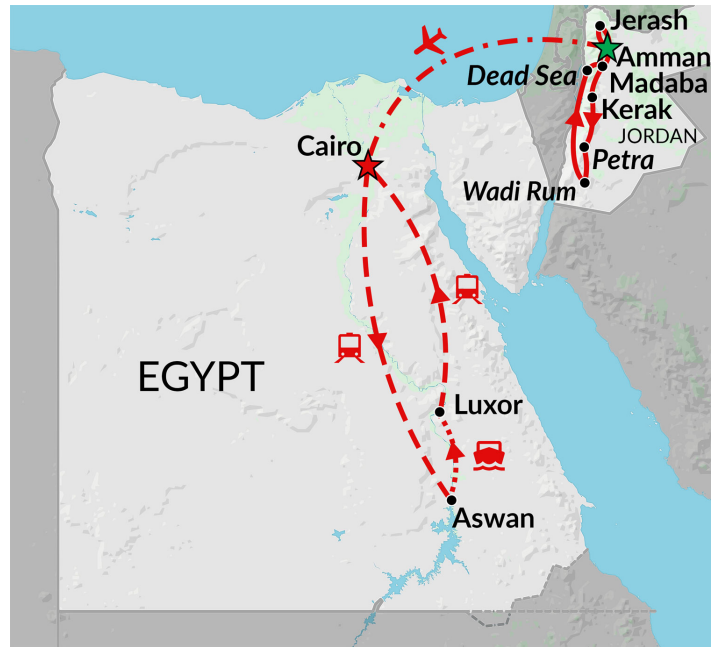 Jerash
Amman
Dead Sea
Madaba
Kerak
JORDAN
Cairo
Petra
Wadi Rum
EGYPT
Luxor
Aswan